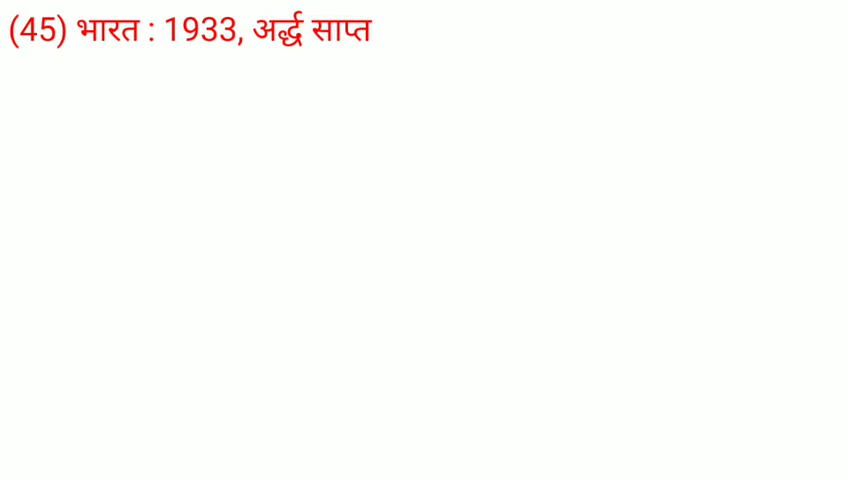 (45) भारत : 1933, अर्द्ध साप्त